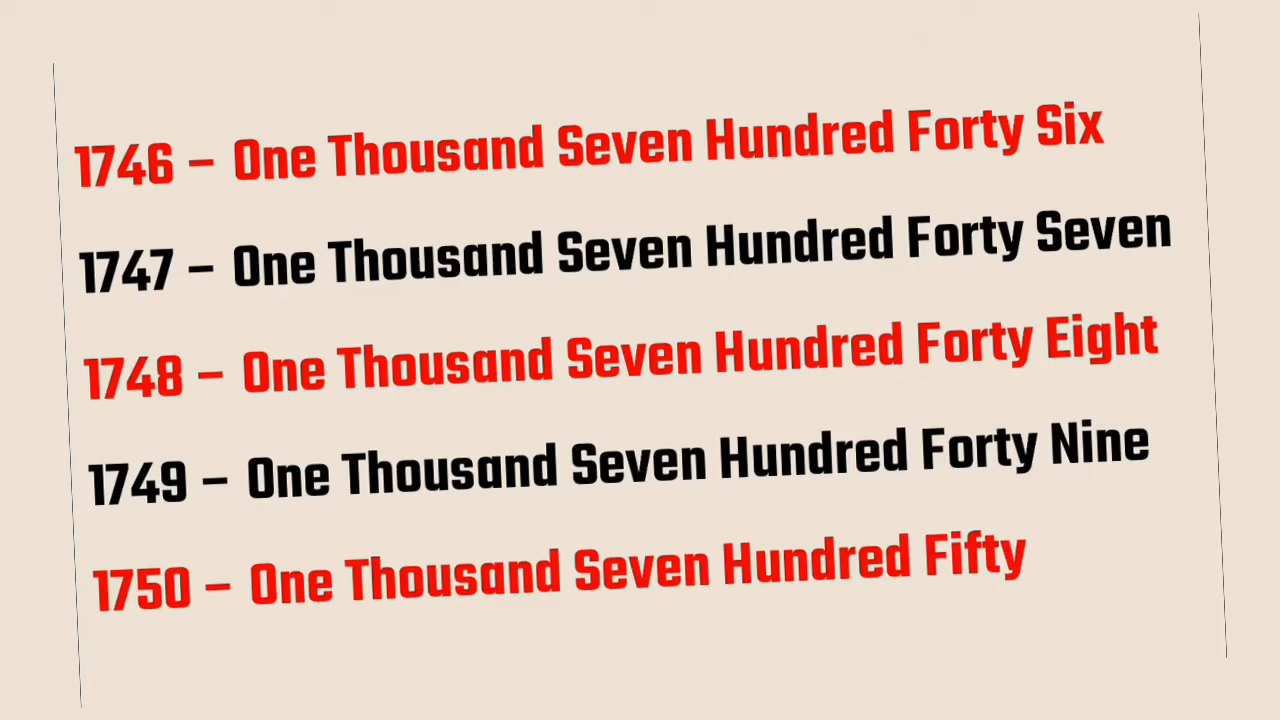 1746 – One Thousand Seven Hundred Forty Six
1747 – One Thousand Seven Hundred Forty Seven
1748 – One Thousand Seven Hundred Forty Eight
1749 – One Thousand Seven Hundred Forty Nine
1750 – One Thousand Seven Hundred Fifty